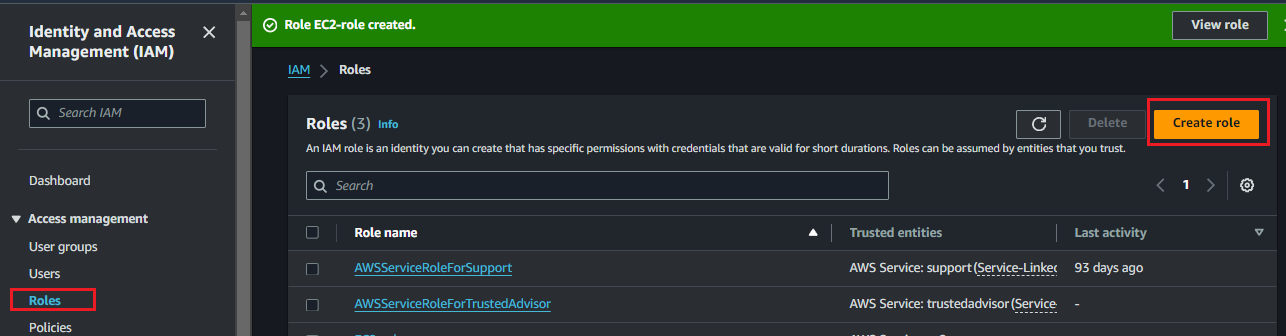 Identity and Access
Management (IAM)
Search IAM
Dashboard
Access management
User groups
Users
Roles
Policies
Role EC2-role created.
View role
IAM
Roles
Roles (3) Info
Delete
Create role
An IAM role is an identity you can create that has specific permissions with credentials that are valid for short durations. Roles can be assumed by entities that you trust.
Search
1
Role name Trusted entities Last activity
AWSServiceRoleForSupport AWS Service: support (Service-Linked 93 days ago
AWSServiceRoleForTrustedAdvisor AWS Service: trustedadvisor (Service- -